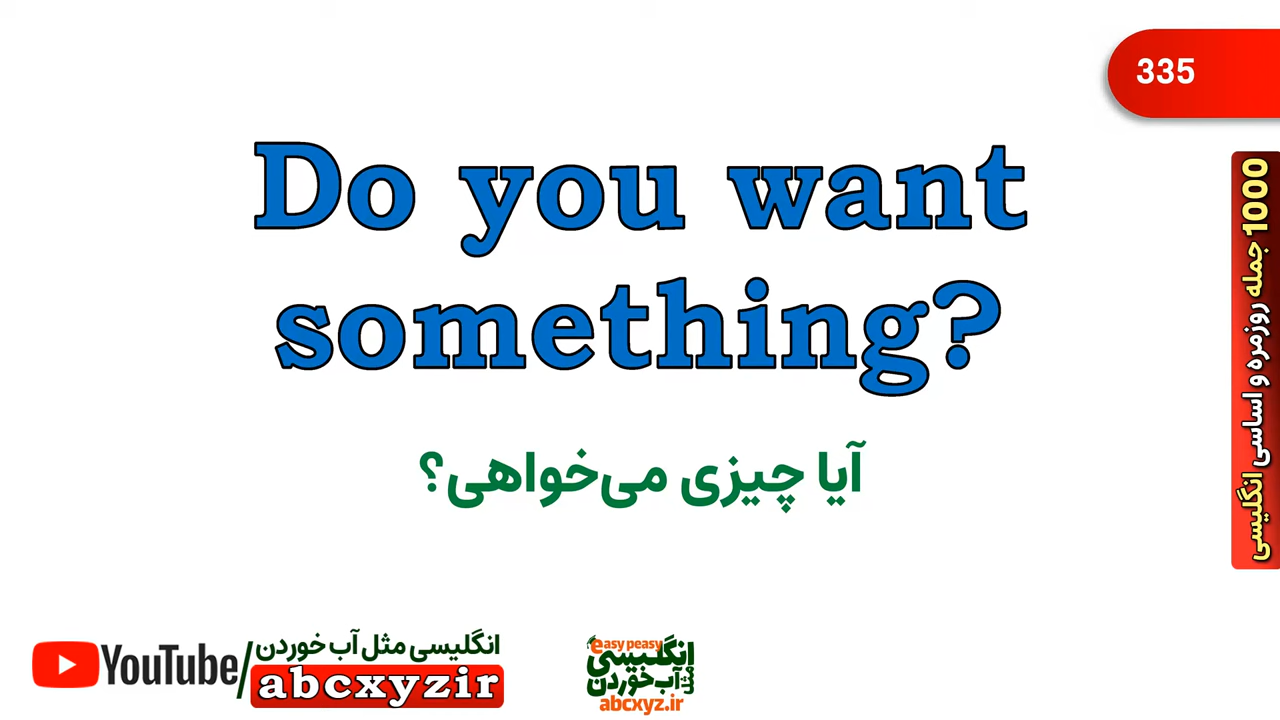 335
Do you want
something?
آیا چیزی می‌خواهی؟
1000 جمله روزمره و اساسی انگلیسی
YouTube/
انگلیسی مثل آب خوردن
abcxyzir
easy peasy
انگلیسی
مثل
آب خوردن
abcxyz.ir